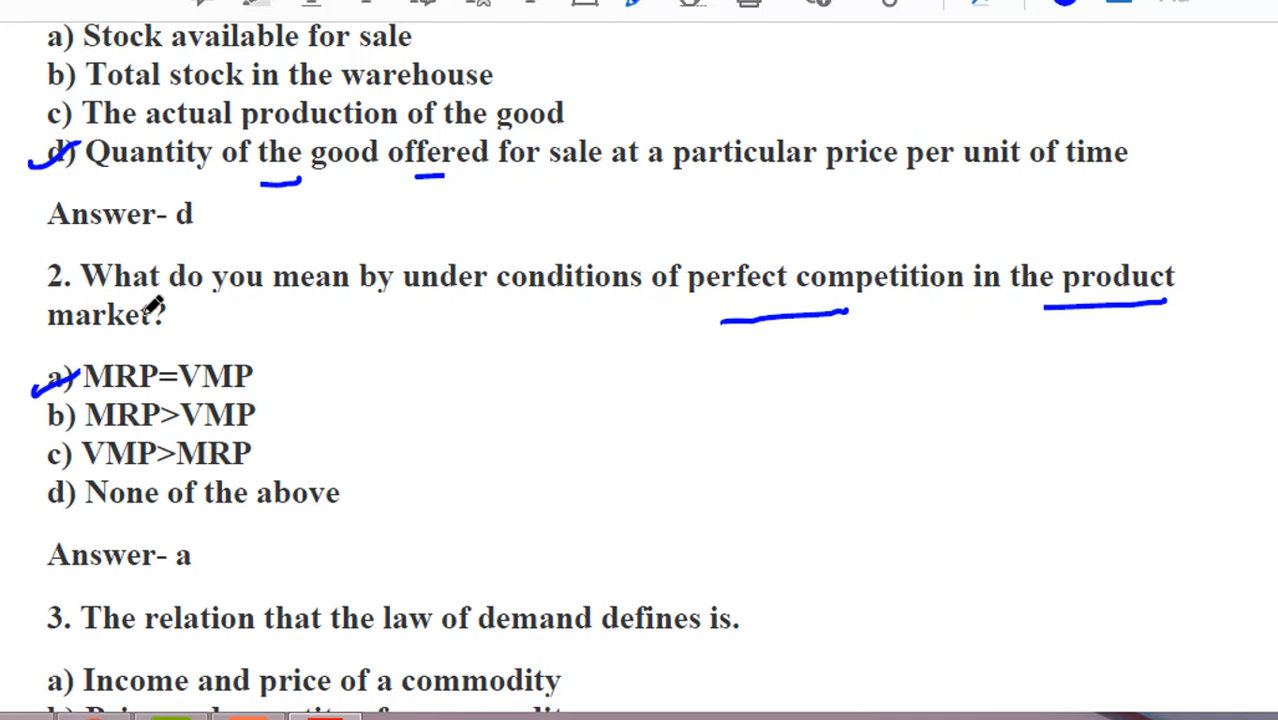 a) Stock available for sale
b) Total stock in the warehouse
c) The actual production of the good
d) Quantity of the good offered for sale at a particular price per unit of time
Answer- d
2. What do you mean by under conditions of perfect competition in the product
market?
a) MRP=VMP
b) MRP>VMP
c) VMP>MRP
d) None of the above
Answer- a
3. The relation that the law of demand defines is.
a) Income and price of a commodity